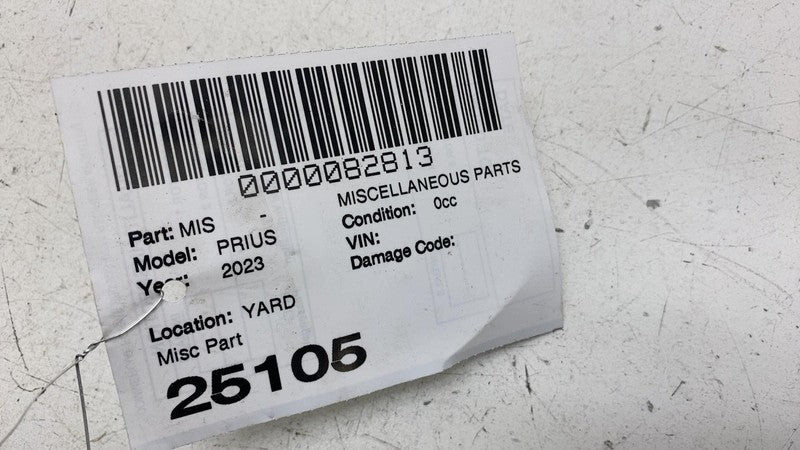 0000082813
Part: MIS - MISCELLANEOUS PARTS
Model: PRIUS Condition: 0cc
Year: 2023 VIN:
Damage Code:
Location: YARD
Misc Part
25105